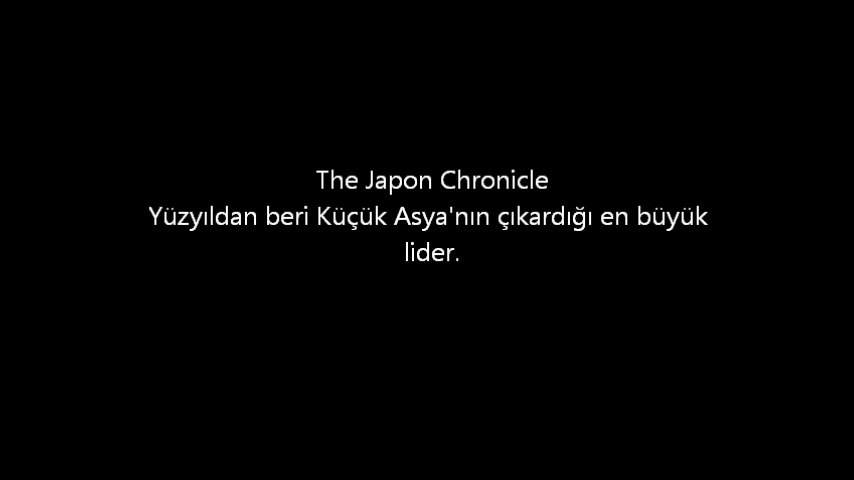 The Japon Chronicle
Yüzyıldan beri Küçük Asya'nın çıkardığı en büyük
lider.